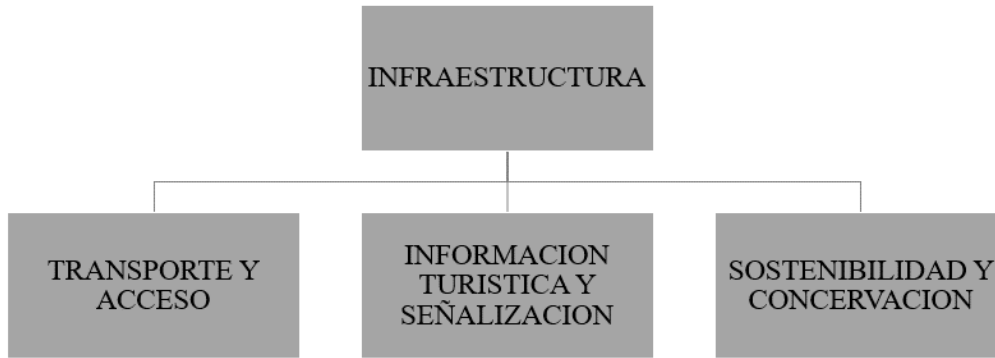 INFRAESTRUCTURA
TRANSPORTE Y
ACCESO
INFORMACION
TURISTICA Y
SEÑALIZACION
SOSTENIBILIDAD Y
CONCERVACION